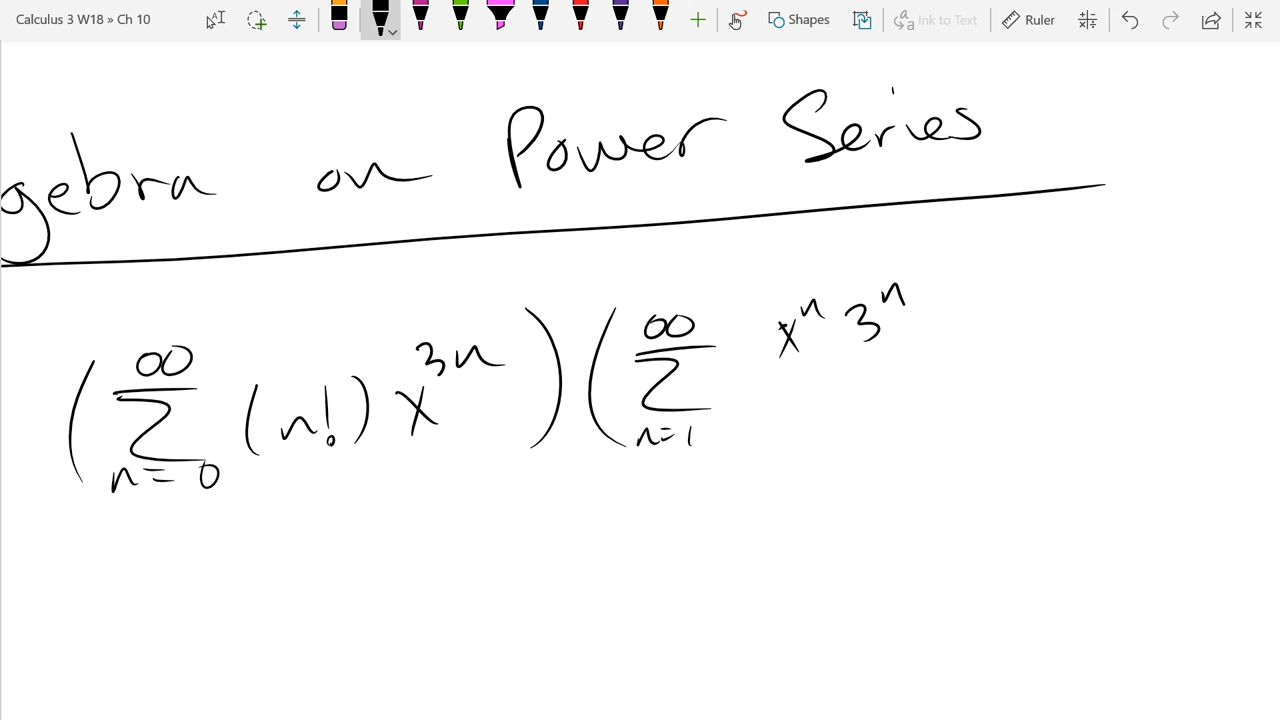 Calculus 3 W18 » Ch 10
Shapes
Ink to Text
Ruler
gebra on Power Series
(∞∑n=0 (n!) x^3n) (∞∑n=1 x^n 3^n